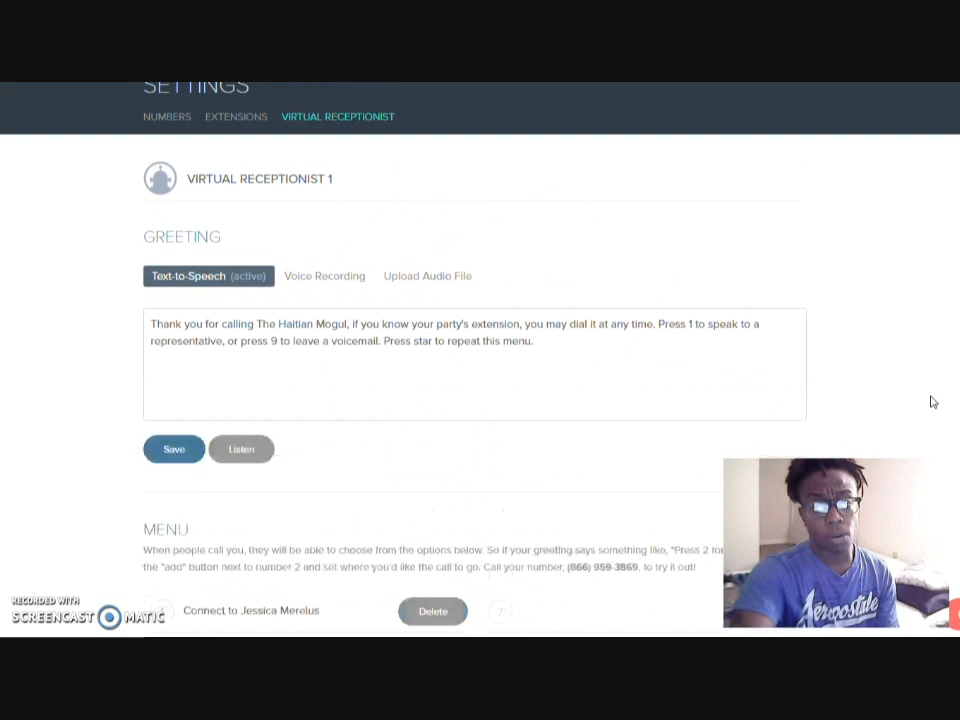 SETTINGS
NUMBERS EXTENSIONS VIRTUAL RECEPTIONIST
VIRTUAL RECEPTIONIST 1
GREETING
Text-to-Speech (active) Voice Recording Upload Audio File
Thank you for calling The Haitian Mogul, if you know your party's extension, you may dial it at any time. Press 1 to speak to a
representative, or press 9 to leave a voicemail. Press star to repeat this menu.
Save Listen
MENU
When people call you, they will be able to choose from the options below. So if your greeting says something like, "Press 2 for
the "add" button next to number 2 and set where you'd like the call to go. Call your number, (866) 959-3869, to try it out!
Connect to Jessica Merelus Delete 7
Aéropostale
RECORDED WITH
SCREENCAST MATIC